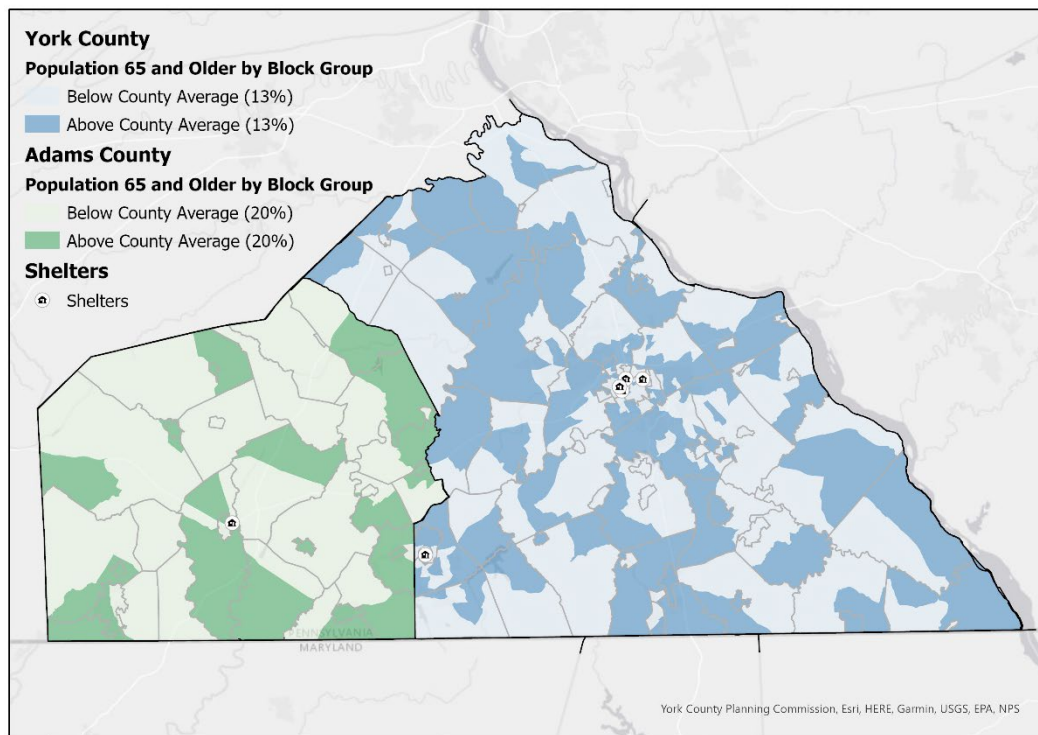 York County
Population 65 and Older by Block Group
Below County Average (13%)
Above County Average (13%)
Adams County
Population 65 and Older by Block Group
Below County Average (20%)
Above County Average (20%)
Shelters
Shelters
PENNSYLVANIA
MARYLAND
York County Planning Commission, Esri, HERE, Garmin, USGS, EPA, NPS